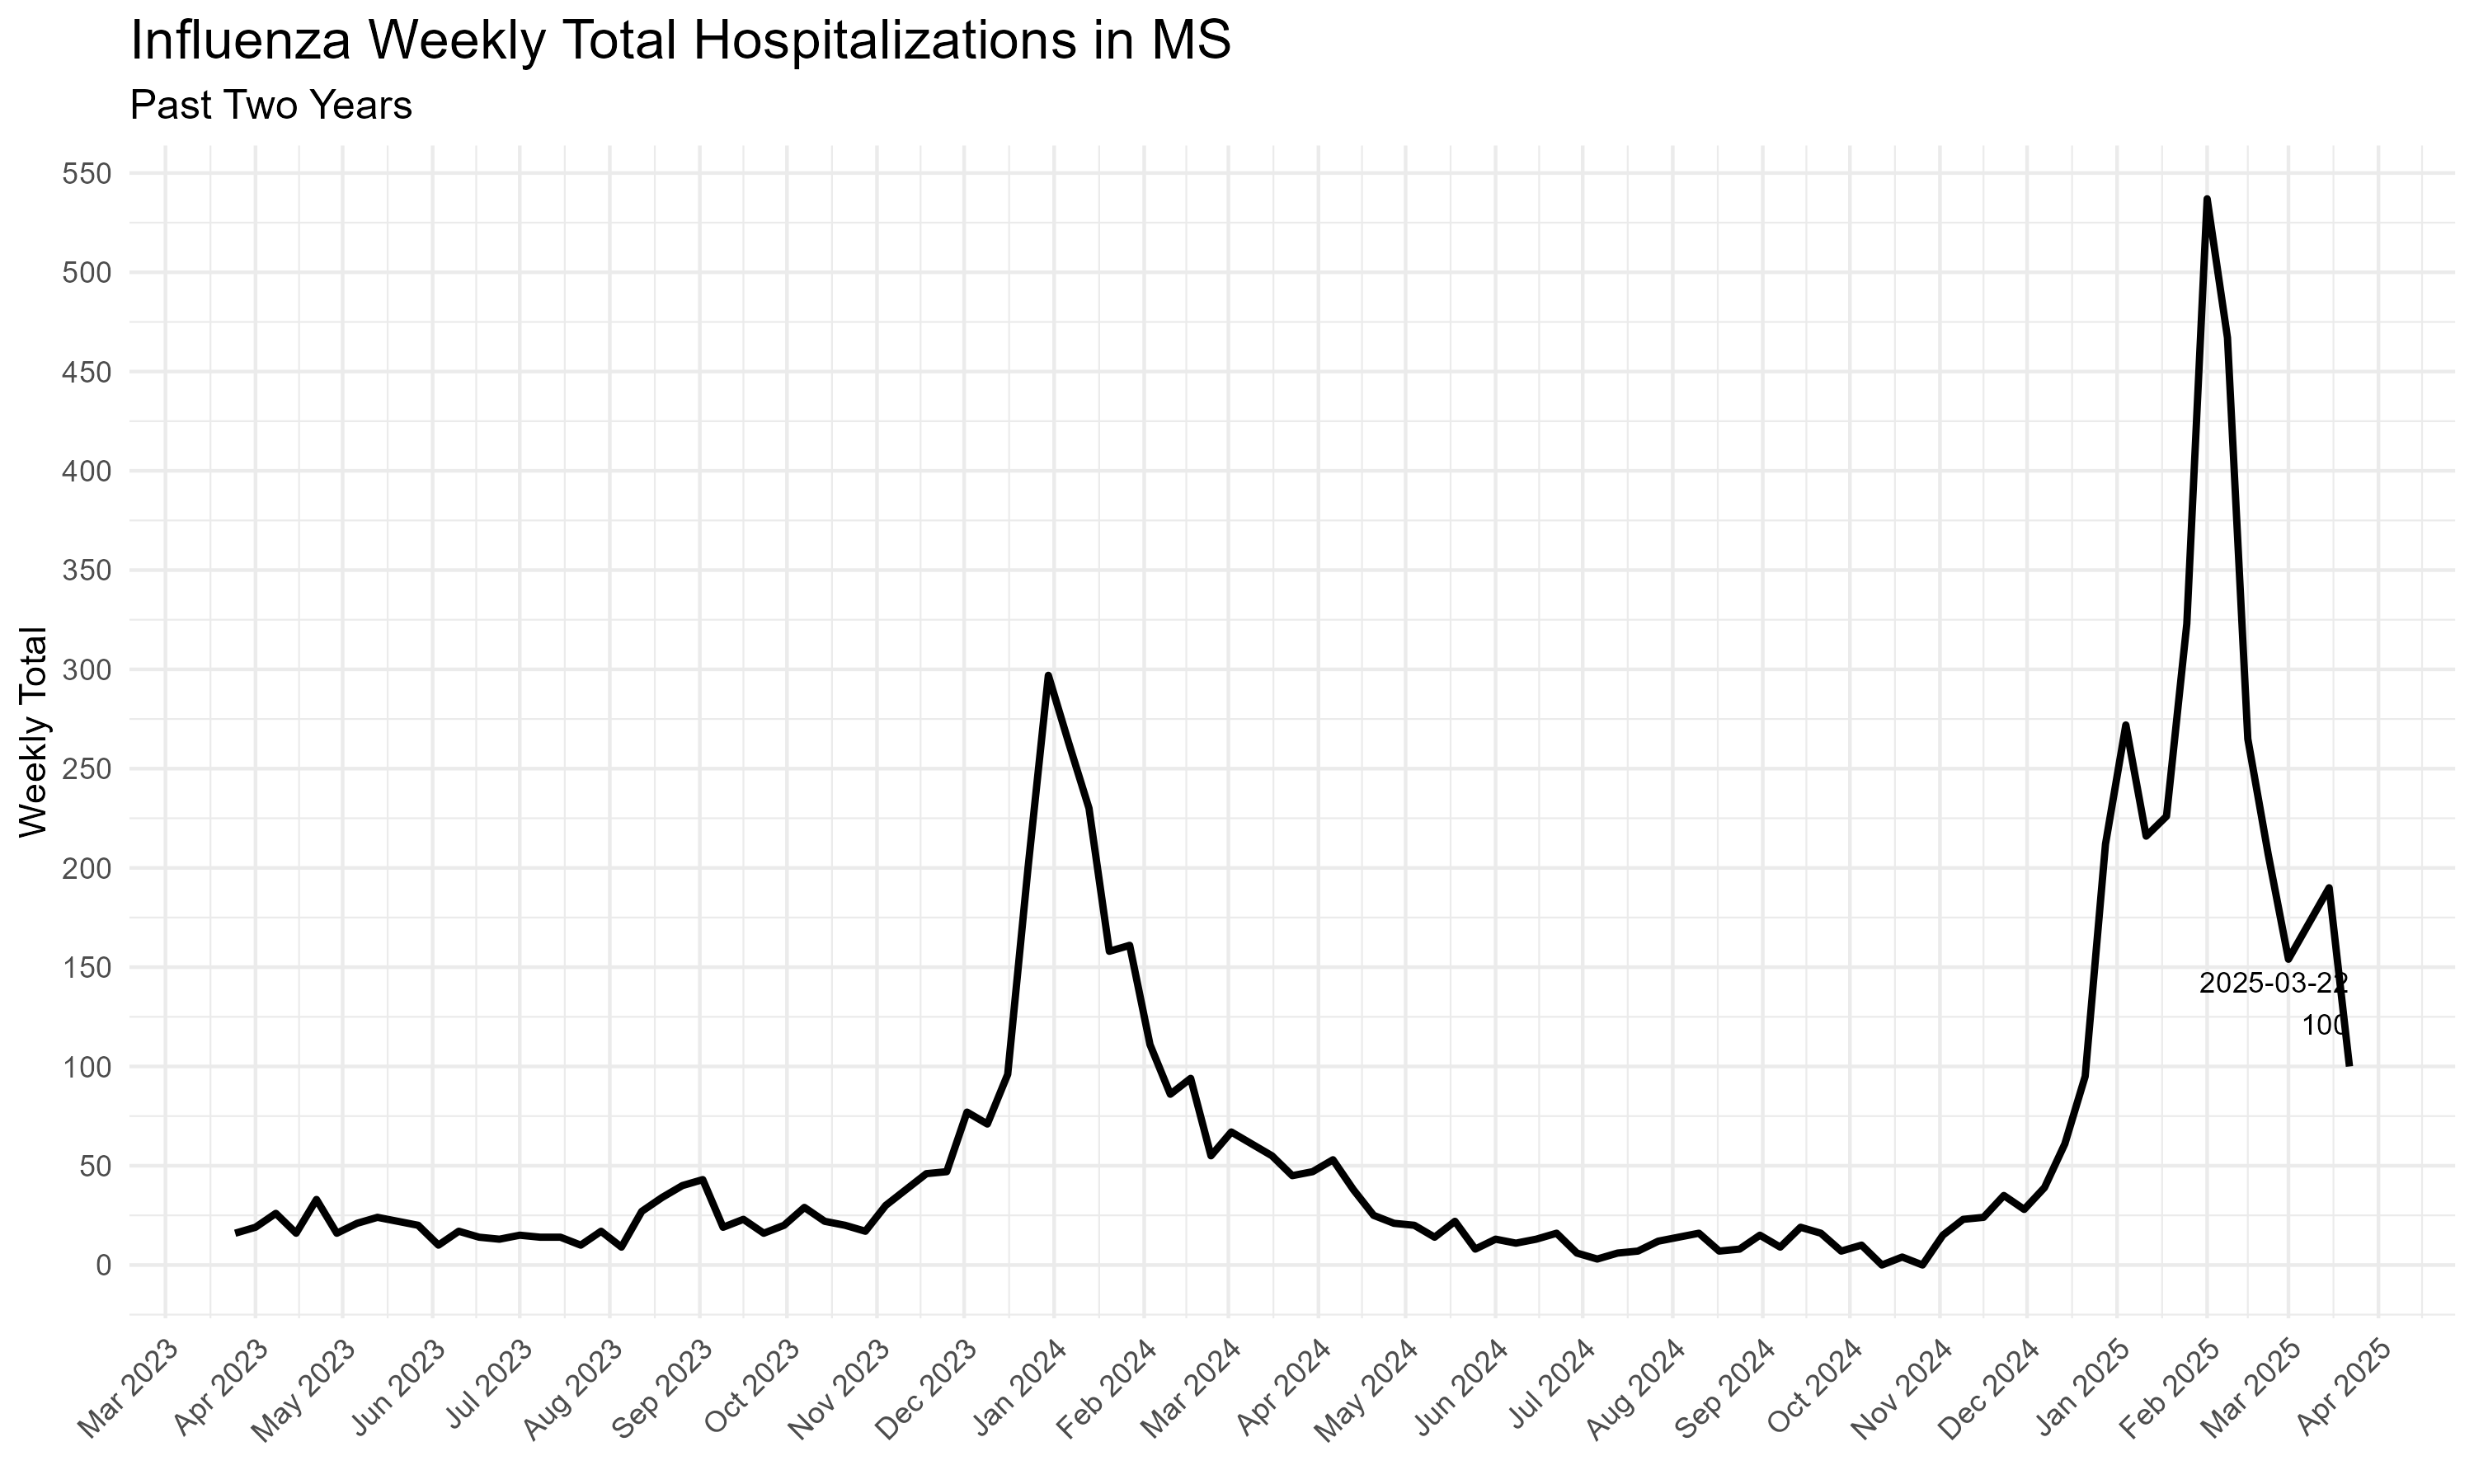 Influenza Weekly Total Hospitalizations in MS
Past Two Years
Weekly Total
550
500
450
400
350
300
250
200
150
100
50
0
2025-03-22
100
Mar 2023
Apr 2023
May 2023
Jun 2023
Jul 2023
Aug 2023
Sep 2023
Oct 2023
Nov 2023
Dec 2023
Jan 2024
Feb 2024
Mar 2024
Apr 2024
May 2024
Jun 2024
Jul 2024
Aug 2024
Sep 2024
Oct 2024
Nov 2024
Dec 2024
Jan 2025
Feb 2025
Mar 2025
Apr 2025